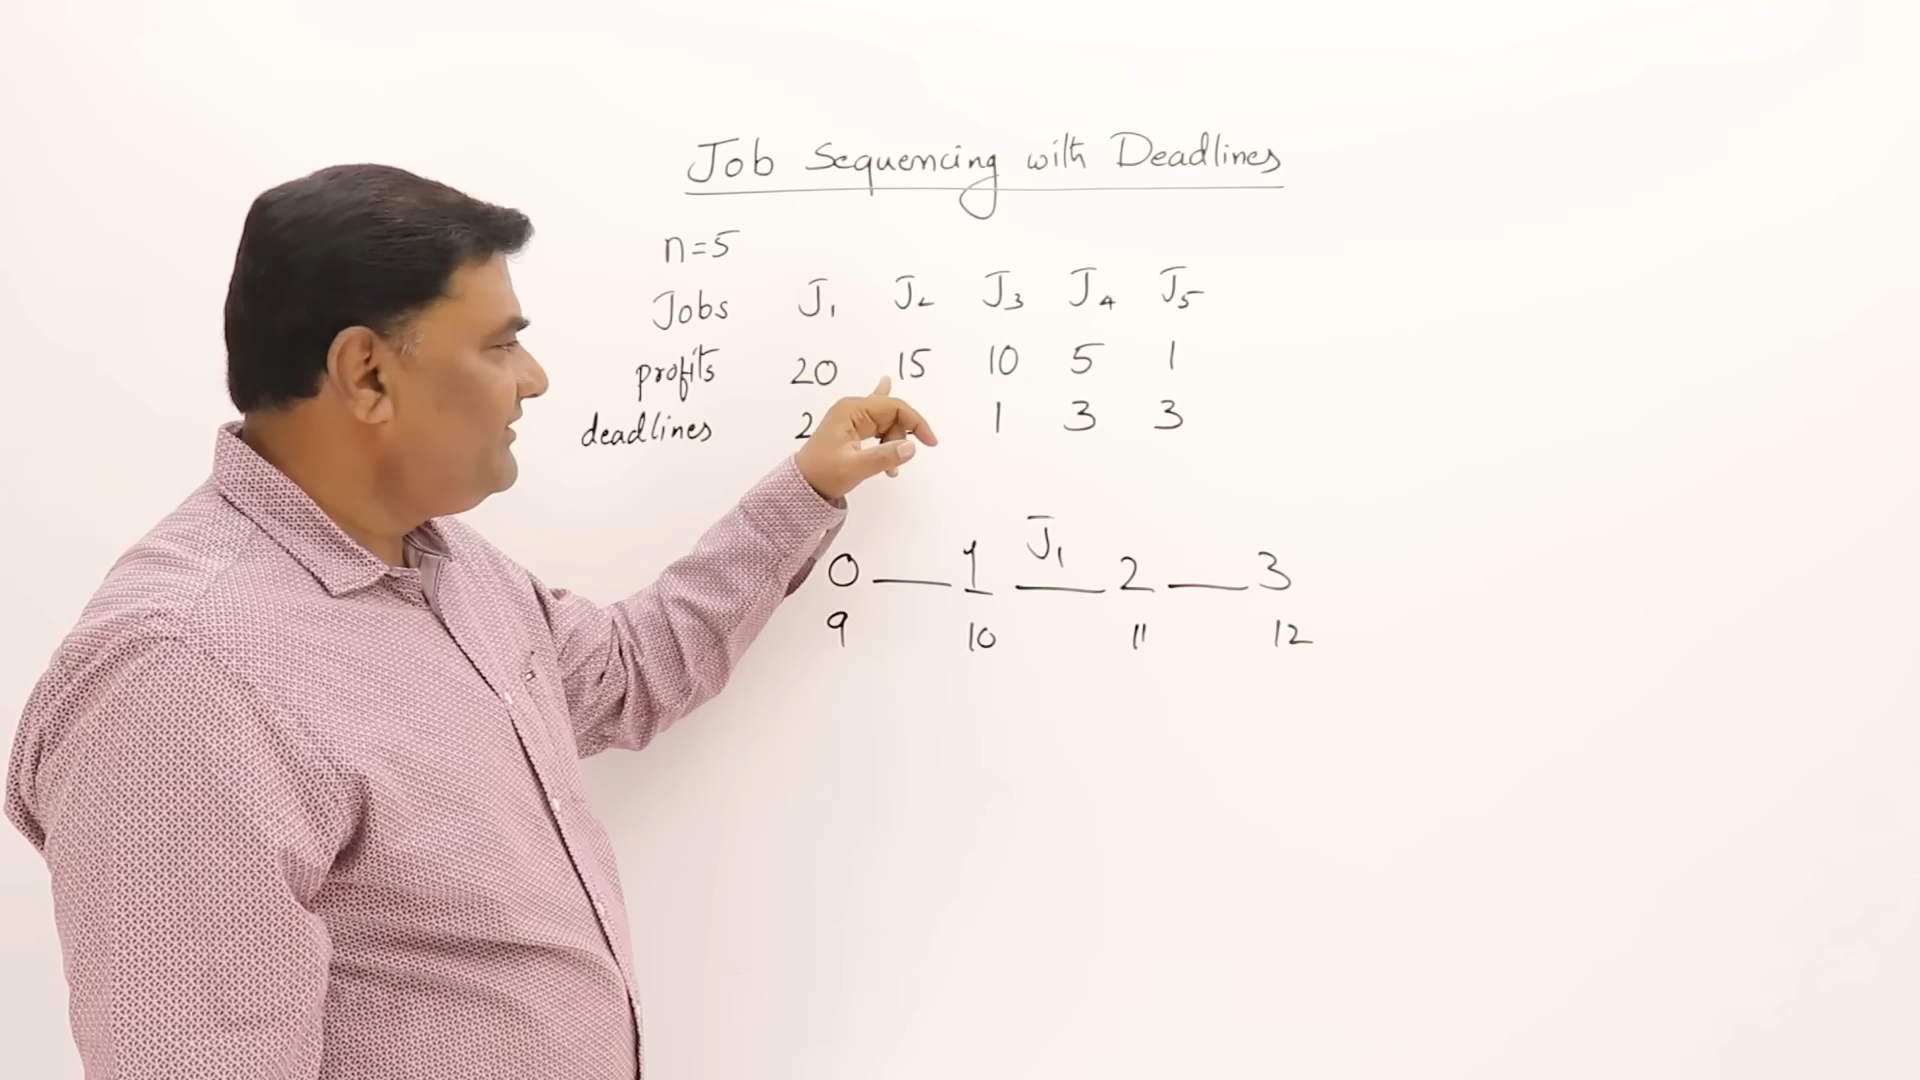 Job Sequencing with Deadlines
n=5
Jobs J₁ J₂ J₃ J₄ J₅
profits 20 15 10 5 1
deadlines 2 1 3 3
J₁
0 1 2 3
9 10 11 12